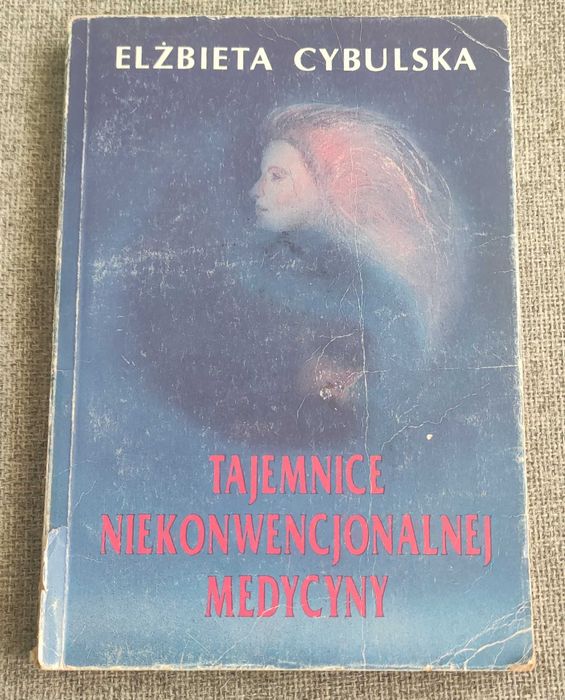 ELŻBIETA CYBULSKA
TAJEMNICE
NIEKONWENCJONALNEJ
MEDYCYNY